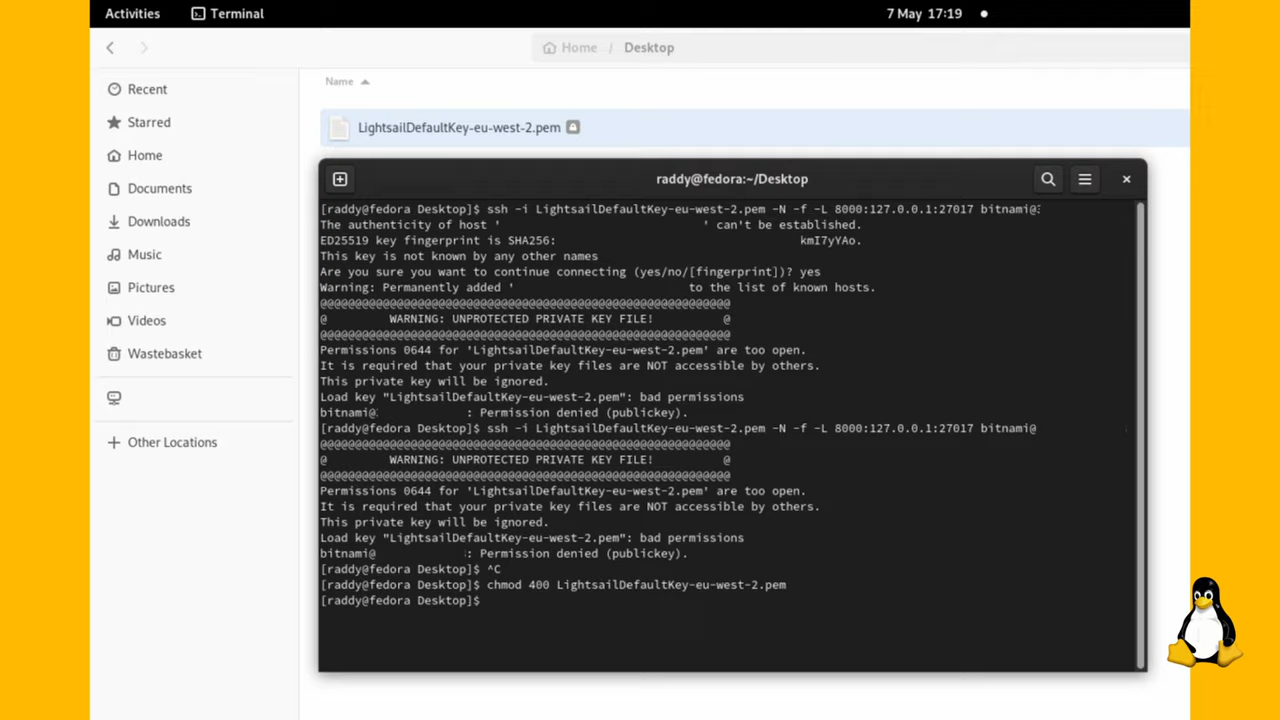 Activities
Terminal
7 May 17:19
Home / Desktop
Recent
Starred
Home
Documents
Downloads
Music
Pictures
Videos
Wastebasket
Other Locations
Name
LightsailDefaultKey-eu-west-2.pem
raddy@fedora:~/Desktop
[raddy@fedora Desktop]$ ssh -i LightsailDefaultKey-eu-west-2.pem -N -f -L 8000:127.0.0.1:27017 bitnami@
The authenticity of host ' ' can't be established.
ED25519 key fingerprint is SHA256: kmI7yYAo.
This key is not known by any other names
Are you sure you want to continue connecting (yes/no/[fingerprint])? yes
Warning: Permanently added ' to the list of known hosts.
@@@@@@@@@@@@@@@@@@@@@@@@@@@@@@@@@@@@@@@@@@@@@@@@@@@@@@@@@@@
@ WARNING: UNPROTECTED PRIVATE KEY FILE! @
@@@@@@@@@@@@@@@@@@@@@@@@@@@@@@@@@@@@@@@@@@@@@@@@@@@@@@@@@@@
Permissions 0644 for 'LightsailDefaultKey-eu-west-2.pem' are too open.
It is required that your private key files are NOT accessible by others.
This private key will be ignored.
Load key "LightsailDefaultKey-eu-west-2.pem": bad permissions
bitnami@ : Permission denied (publickey).
[raddy@fedora Desktop]$ ssh -i LightsailDefaultKey-eu-west-2.pem -N -f -L 8000:127.0.0.1:27017 bitnami@
@@@@@@@@@@@@@@@@@@@@@@@@@@@@@@@@@@@@@@@@@@@@@@@@@@@@@@@@@@@
@ WARNING: UNPROTECTED PRIVATE KEY FILE! @
@@@@@@@@@@@@@@@@@@@@@@@@@@@@@@@@@@@@@@@@@@@@@@@@@@@@@@@@@@@
Permissions 0644 for 'LightsailDefaultKey-eu-west-2.pem' are too open.
It is required that your private key files are NOT accessible by others.
This private key will be ignored.
Load key "LightsailDefaultKey-eu-west-2.pem": bad permissions
bitnami@ : Permission denied (publickey).
[raddy@fedora Desktop]$ ^C
[raddy@fedora Desktop]$ chmod 400 LightsailDefaultKey-eu-west-2.pem
[raddy@fedora Desktop]$